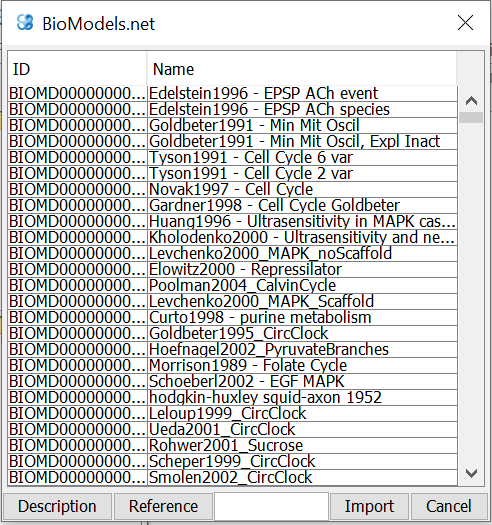 BioModels.net
ID Name
BIOMD00000000... Edelstein1996 - EPSP ACh event
BIOMD00000000... Edelstein1996 - EPSP ACh species
BIOMD00000000... Goldbeter1991 - Min Mit Oscil
BIOMD00000000... Goldbeter1991 - Min Mit Oscil, Expl Inact
BIOMD00000000... Tyson1991 - Cell Cycle 6 var
BIOMD00000000... Tyson1991 - Cell Cycle 2 var
BIOMD00000000... Novak1997 - Cell Cycle
BIOMD00000000... Gardner1998 - Cell Cycle Goldbeter
BIOMD00000000... Huang1996 - Ultrasensitivity in MAPK cas...
BIOMD00000000... Kholodenko2000 - Ultrasensitivity and ne...
BIOMD00000000... Levchenko2000_MAPK_noScaffold
BIOMD00000000... Elowitz2000 - Repressilator
BIOMD00000000... Poolman2004_CalvinCycle
BIOMD00000000... Levchenko2000_MAPK_Scaffold
BIOMD00000000... Curto1998 - purine metabolism
BIOMD00000000... Goldbeter1995_CircClock
BIOMD00000000... Hoefnagel2002_PyruvateBranches
BIOMD00000000... Morrison1989 - Folate Cycle
BIOMD00000000... Schoeberl2002 - EGF MAPK
BIOMD00000000... hodgkin-huxley squid-axon 1952
BIOMD00000000... Leloup1999_CircClock
BIOMD00000000... Ueda2001_CircClock
BIOMD00000000... Rohwer2001_Sucrose
BIOMD00000000... Scheper1999_CircClock
BIOMD00000000... Smolen2002_CircClock
Description Reference Import Cancel